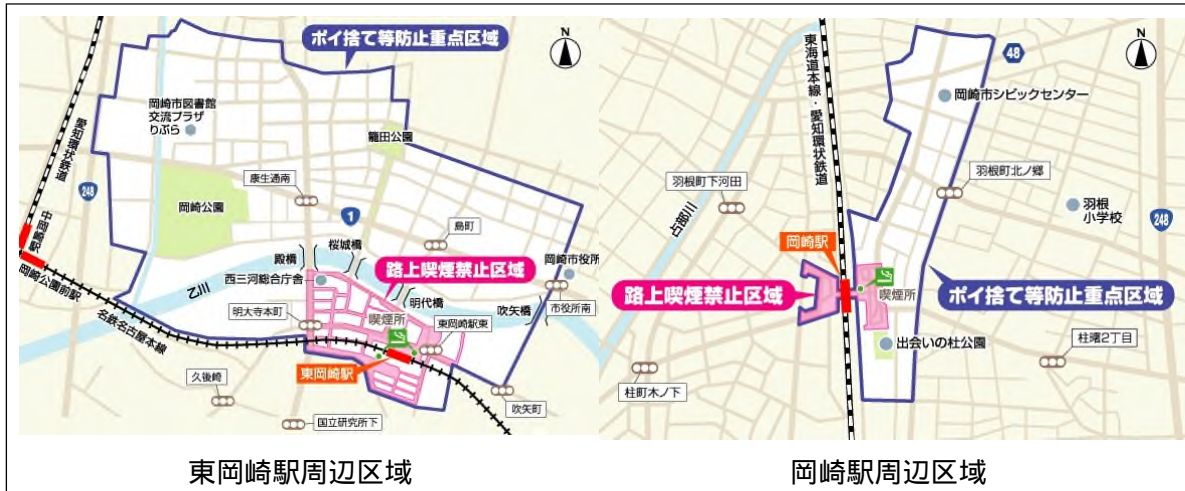 ポイ捨て等防止重点区域
N
岡崎市図書館
交流プラザ
りぶら
籠田公園
愛知環状鉄道
248
康生通南
岡崎公園
1
島町
中岡崎駅
岡崎公園前駅
殿橋
桜城橋
路上喫煙禁止区域
岡崎市役所
西三河総合庁舎
乙川
明代橋
吹矢橋
市役所南
明大寺本町
喫煙所
東岡崎駅東
名鉄名古屋本線
東岡崎駅
久後崎
吹矢町
国立研究所下
東岡崎駅周辺区域
東海道本線・愛知環状鉄道
48
N
岡崎市シビックセンター
羽根町下河田
占部川
羽根町北ノ郷
羽根
小学校
248
岡崎駅
喫煙所
路上喫煙禁止区域
ポイ捨て等防止重点区域
出会いの杜公園
柱曙2丁目
柱町木ノ下
岡崎駅周辺区域